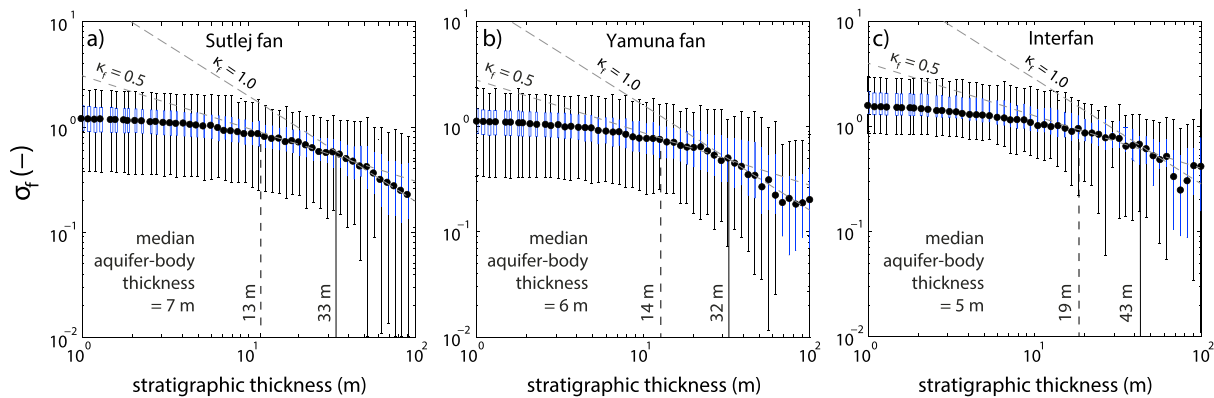 a)
Sutlej fan
κf = 0.5
κf = 1.0
median
aquifer-body
thickness
= 7 m
13 m
33 m
10¹
10⁰
10⁻¹
10⁻²
σf (−)
10⁰
10¹
10²
stratigraphic thickness (m)
b)
Yamuna fan
κf = 0.5
κf = 1.0
median
aquifer-body
thickness
= 6 m
14 m
32 m
10¹
10⁰
10⁻¹
10⁻²
10⁰
10¹
10²
stratigraphic thickness (m)
c)
Interfan
κf = 0.5
κf = 1.0
median
aquifer-body
thickness
= 5 m
19 m
43 m
10¹
10⁰
10⁻¹
10⁻²
10⁰
10¹
10²
stratigraphic thickness (m)